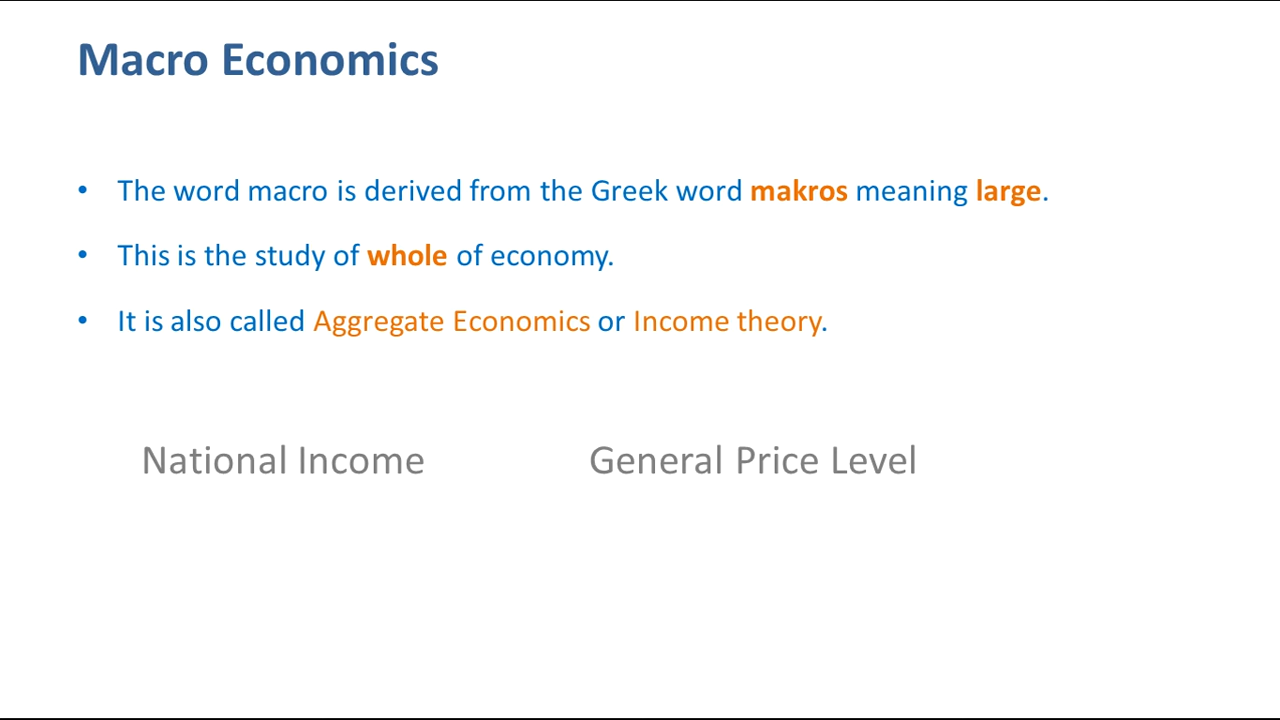 Macro Economics
• The word macro is derived from the Greek word makros meaning large.
• This is the study of whole of economy.
• It is also called Aggregate Economics or Income theory.
National Income General Price Level